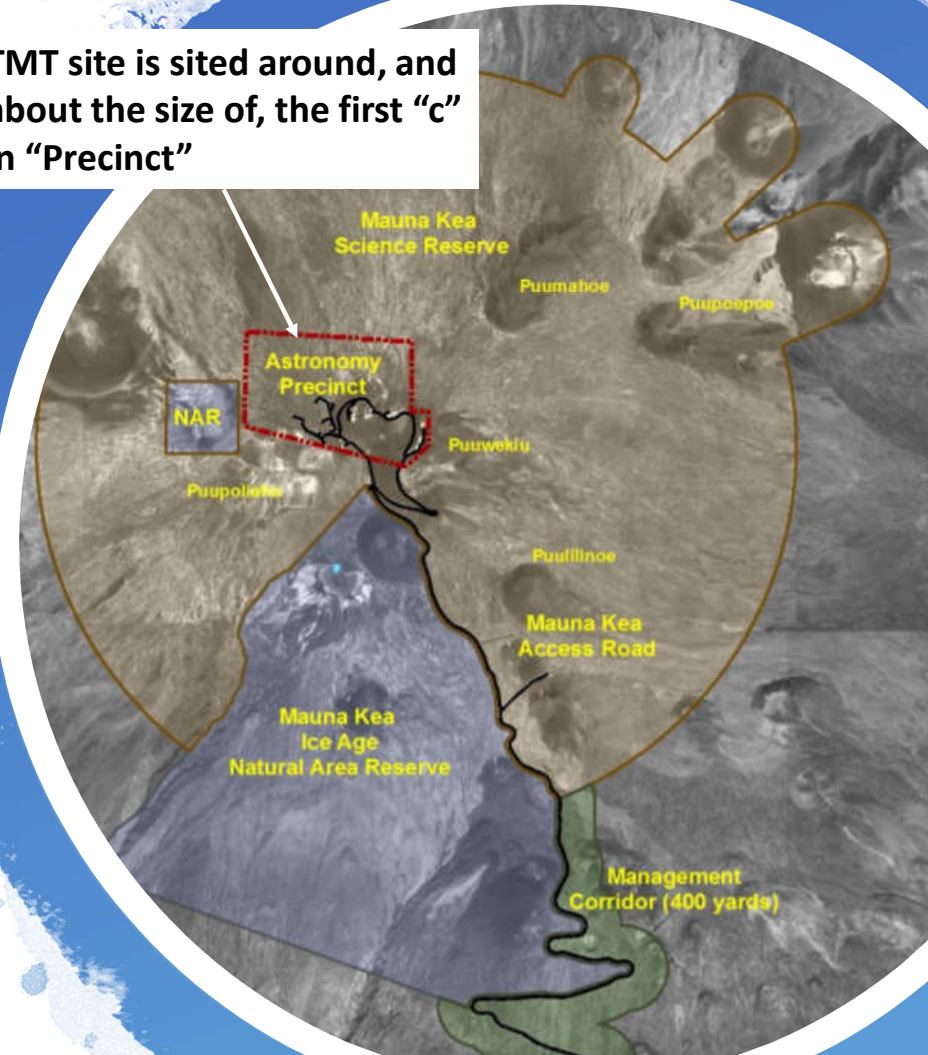 TMT site is sited around, and
about the size of, the first “c”
in “Precinct”
Mauna Kea
Science Reserve
Puumahoe
Puupoepoe
Astronomy
Precinct
NAR
Puuwekiu
Puupoliahu
Puulilinoe
Mauna Kea
Access Road
Mauna Kea
Ice Age
Natural Area Reserve
Management
Corridor (400 yards)